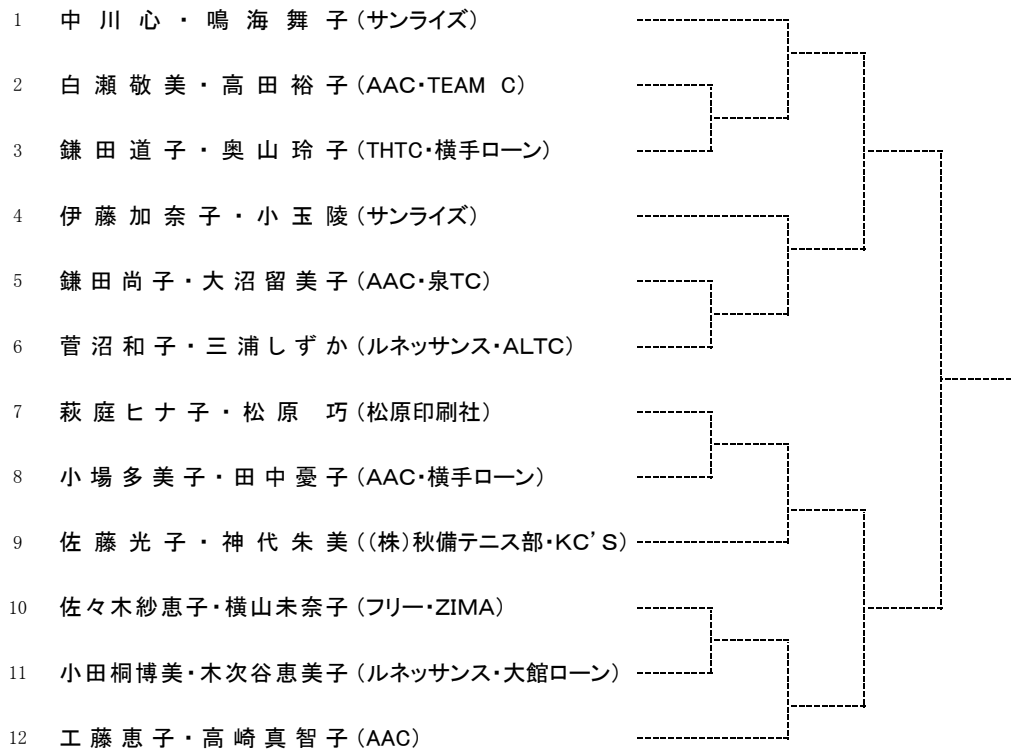 1 中川心・鳴海舞子(サンライズ)
2 白瀬敬美・高田裕子(AAC・TEAM C)
3 鎌田道子・奥山玲子(THTC・横手ローン)
4 伊藤加奈子・小玉陵(サンライズ)
5 鎌田尚子・大沼留美子(AAC・泉TC)
6 菅沼和子・三浦しずか(ルネッサンス・ALTC)
7 萩庭ヒナ子・松原 巧(松原印刷社)
8 小場多美子・田中憂子(AAC・横手ローン)
9 佐藤光子・神代朱美((株)秋備テニス部・KC'S)
10 佐々木紗恵子・横山未奈子(フリー・ZIMA)
11 小田桐博美・木次谷恵美子(ルネッサンス・大館ローン)
12 工藤恵子・高崎真智子(AAC)